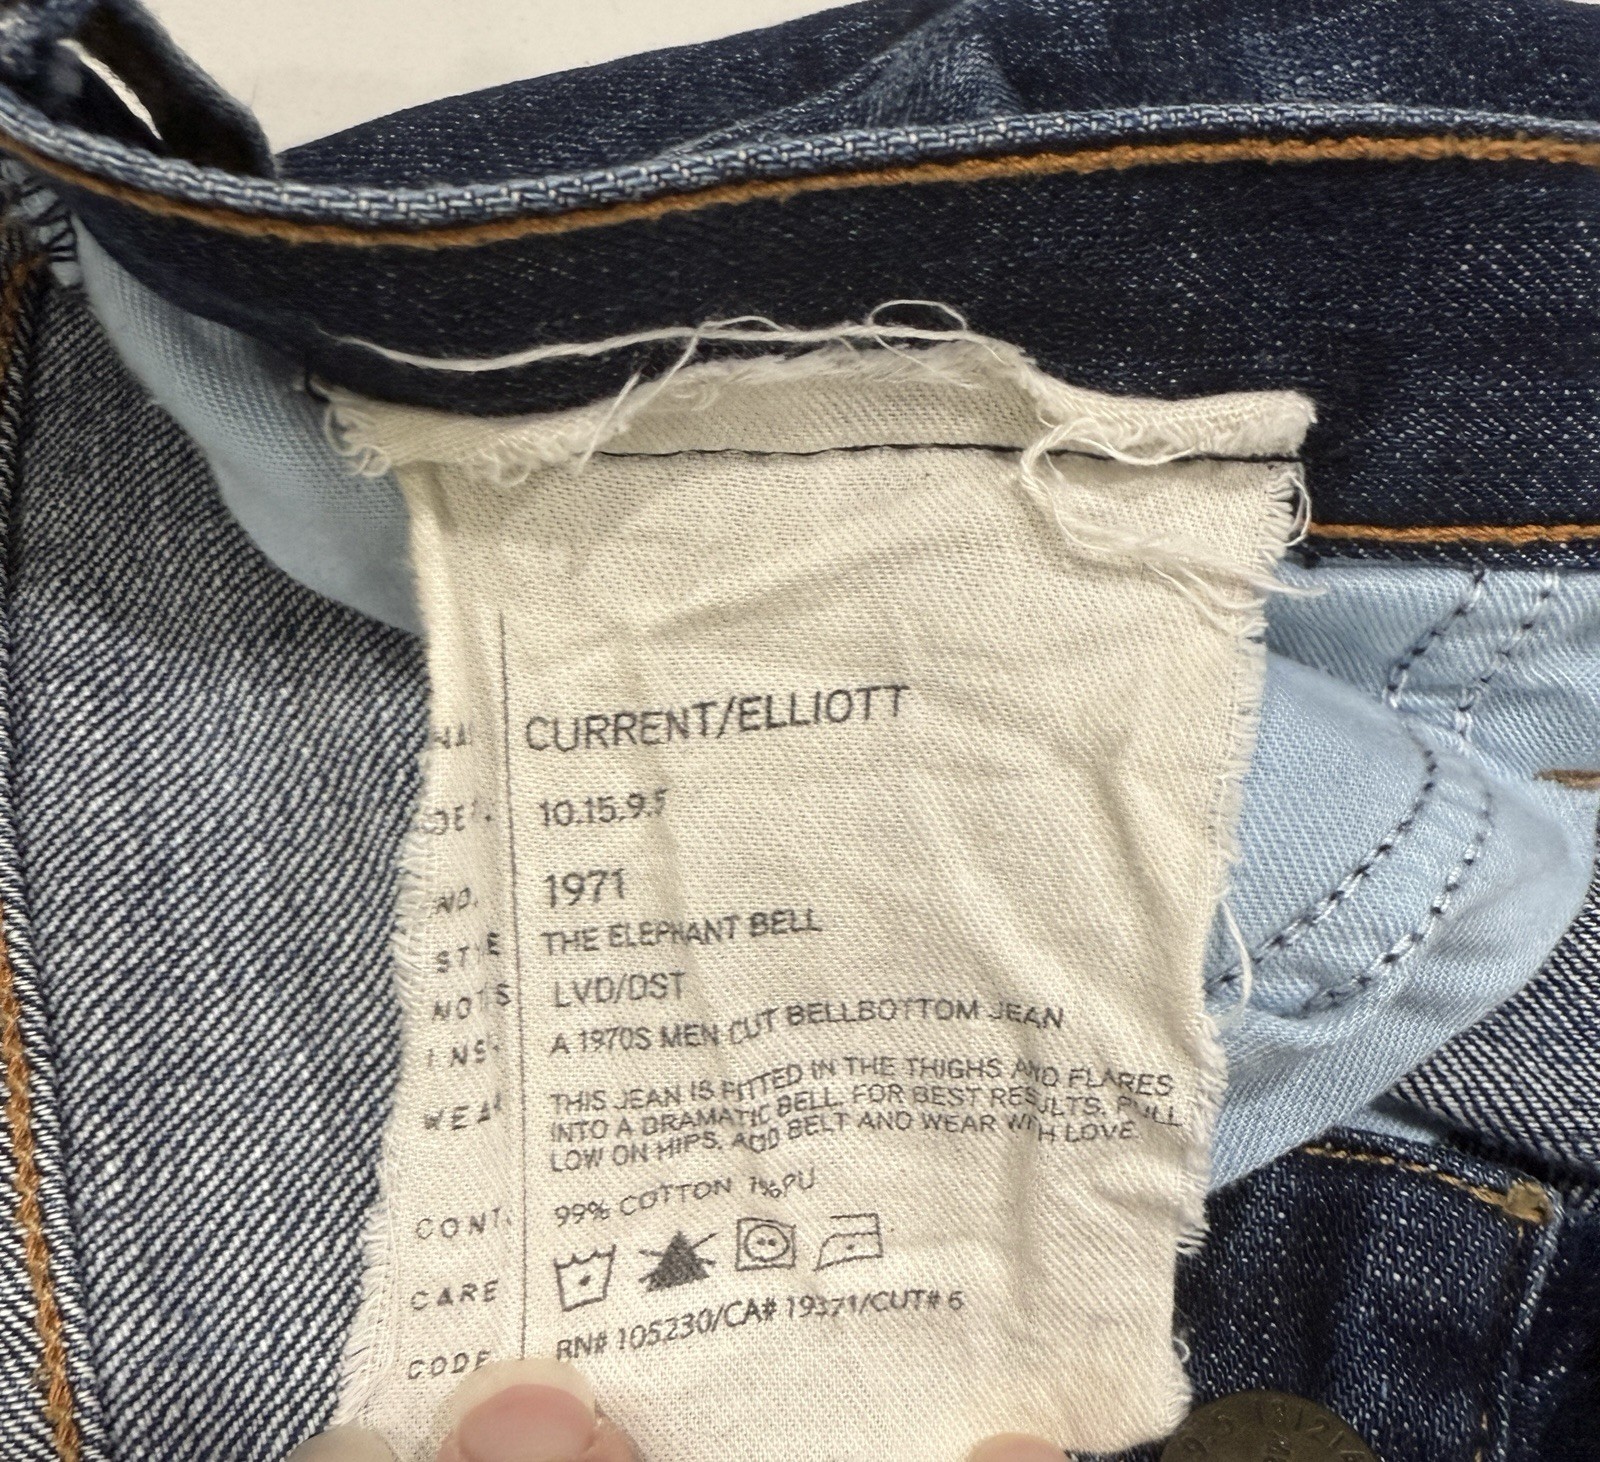 CURRENT/ELLIOTT
10.15.9.5
NO. 1971
THE ELEPHANT BELL
LVD/DST
A 1970S MEN CUT BELLBOTTOM JEAN
THIS JEAN IS FITTED IN THE THIGHS AND FLARES
INTO A DRAMATIC BELL. FOR BEST RESULTS, PULL
LOW ON HIPS. ADD BELT AND WEAR WITH LOVE.
CONT. 99% COTTON 1%PU
CARE
CODE RN# 105230/CA# 19371/CUT# 6